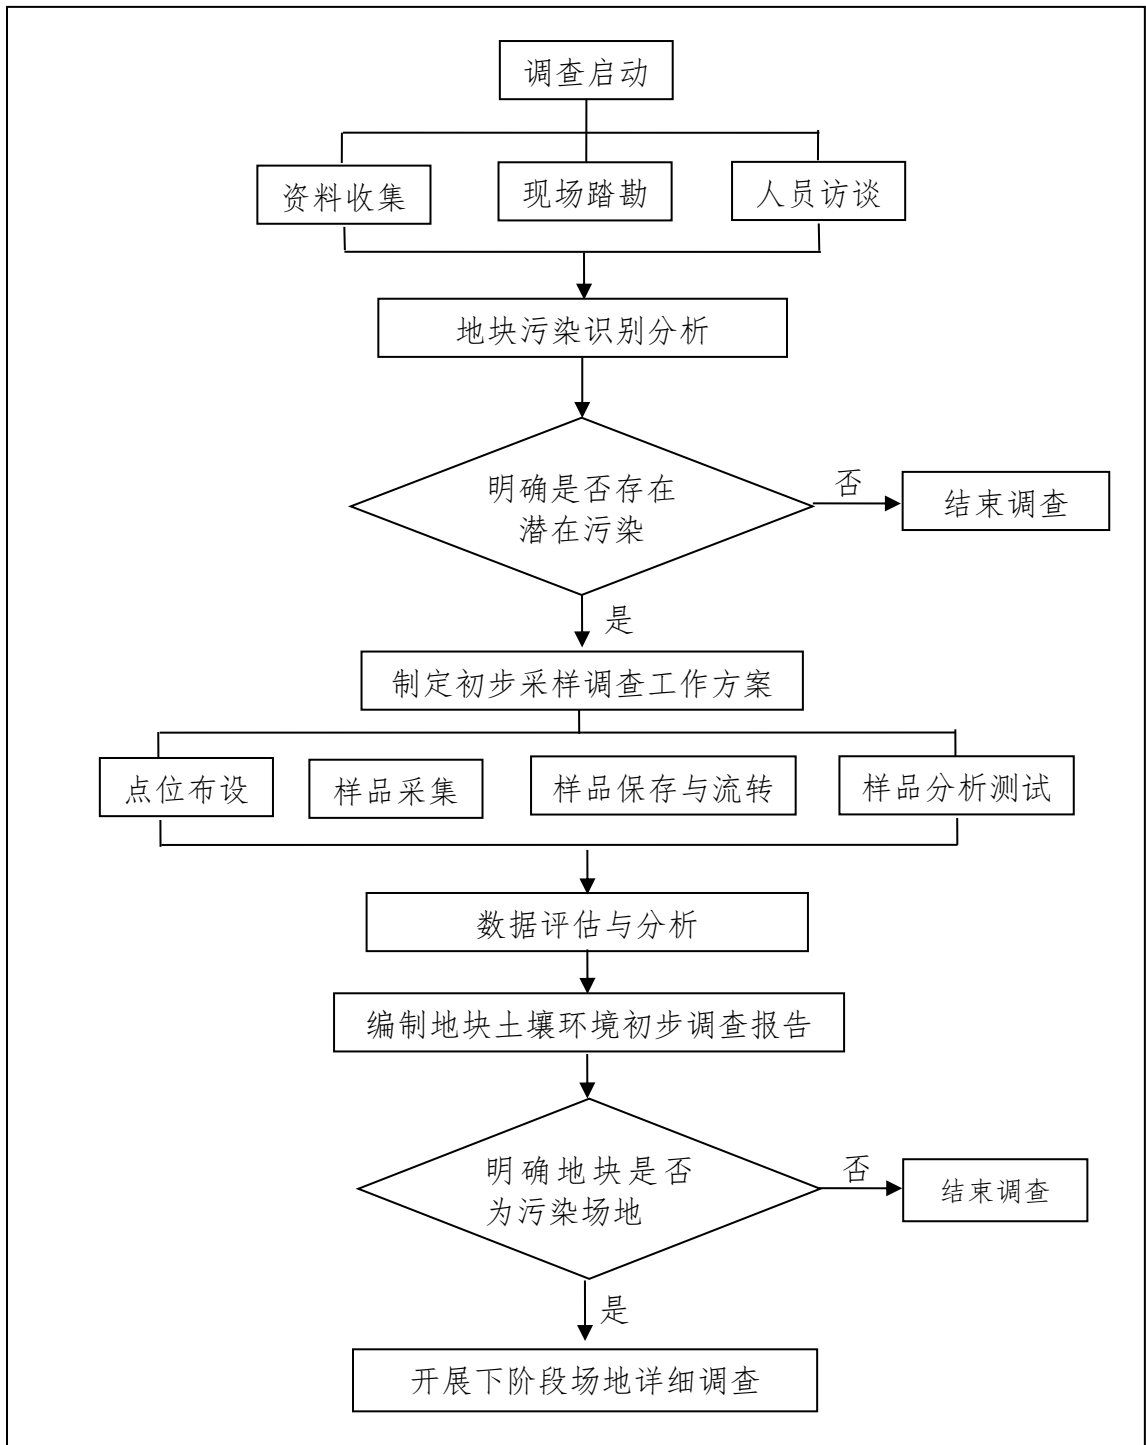 调查启动
资料收集
现场踏勘
人员访谈
地块污染识别分析
明确是否存在
潜在污染
否
结束调查
是
制定初步采样调查工作方案
点位布设
样品采集
样品保存与流转
样品分析测试
数据评估与分析
编制地块土壤环境初步调查报告
明确地块是否
为污染场地
否
结束调查
是
开展下阶段场地详细调查